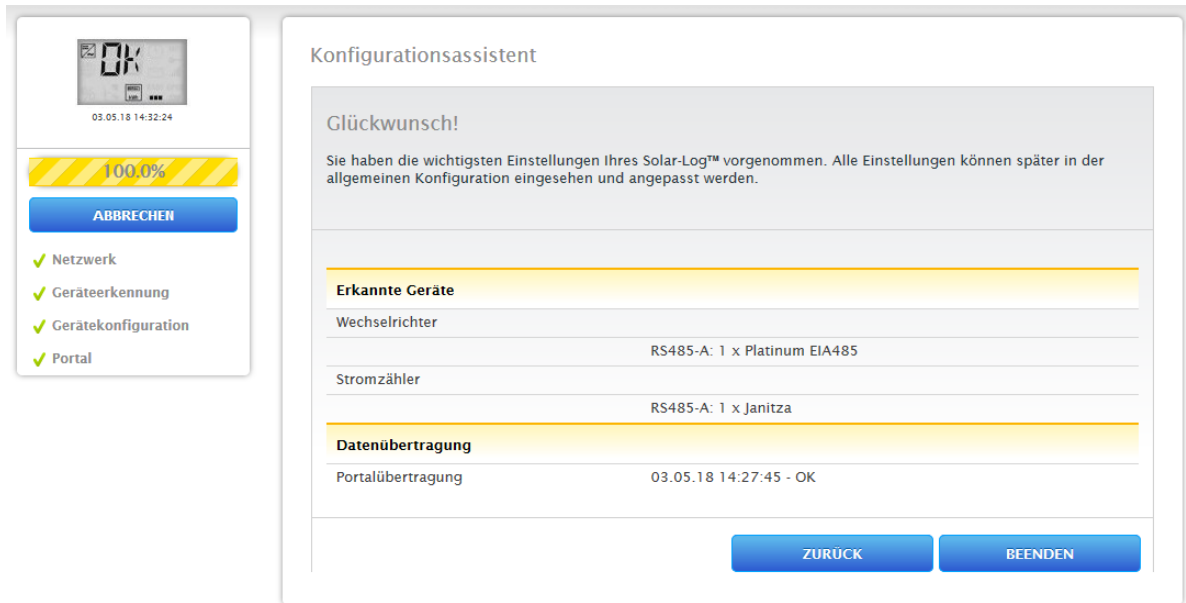 OK
03.05.18 14:32:24
100.0%
ABBRECHEN
Netzwerk
Geräteerkennung
Gerätekonfiguration
Portal
Konfigurationsassistent
Glückwunsch!
Sie haben die wichtigsten Einstellungen Ihres Solar-Log™ vorgenommen. Alle Einstellungen können später in der
allgemeinen Konfiguration eingesehen und angepasst werden.
Erkannte Geräte
Wechselrichter
RS485-A: 1 x Platinum EIA485
Stromzähler
RS485-A: 1 x Janitza
Datenübertragung
Portalübertragung 03.05.18 14:27:45 - OK
ZURÜCK BEENDEN